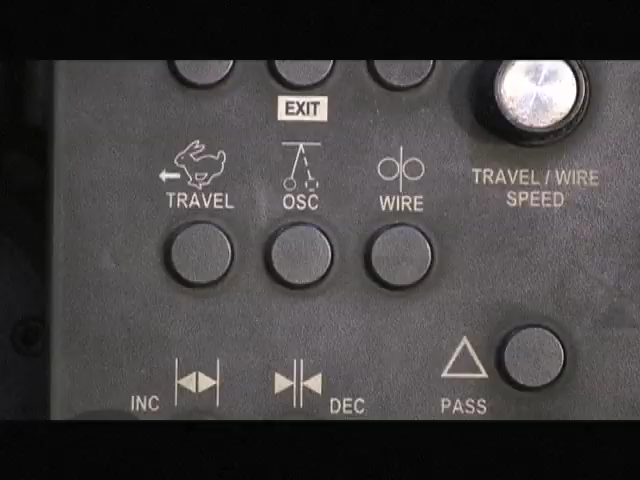 EXIT
TRAVEL / WIRE
SPEED
TRAVEL
OSC
WIRE
INC
DEC
PASS